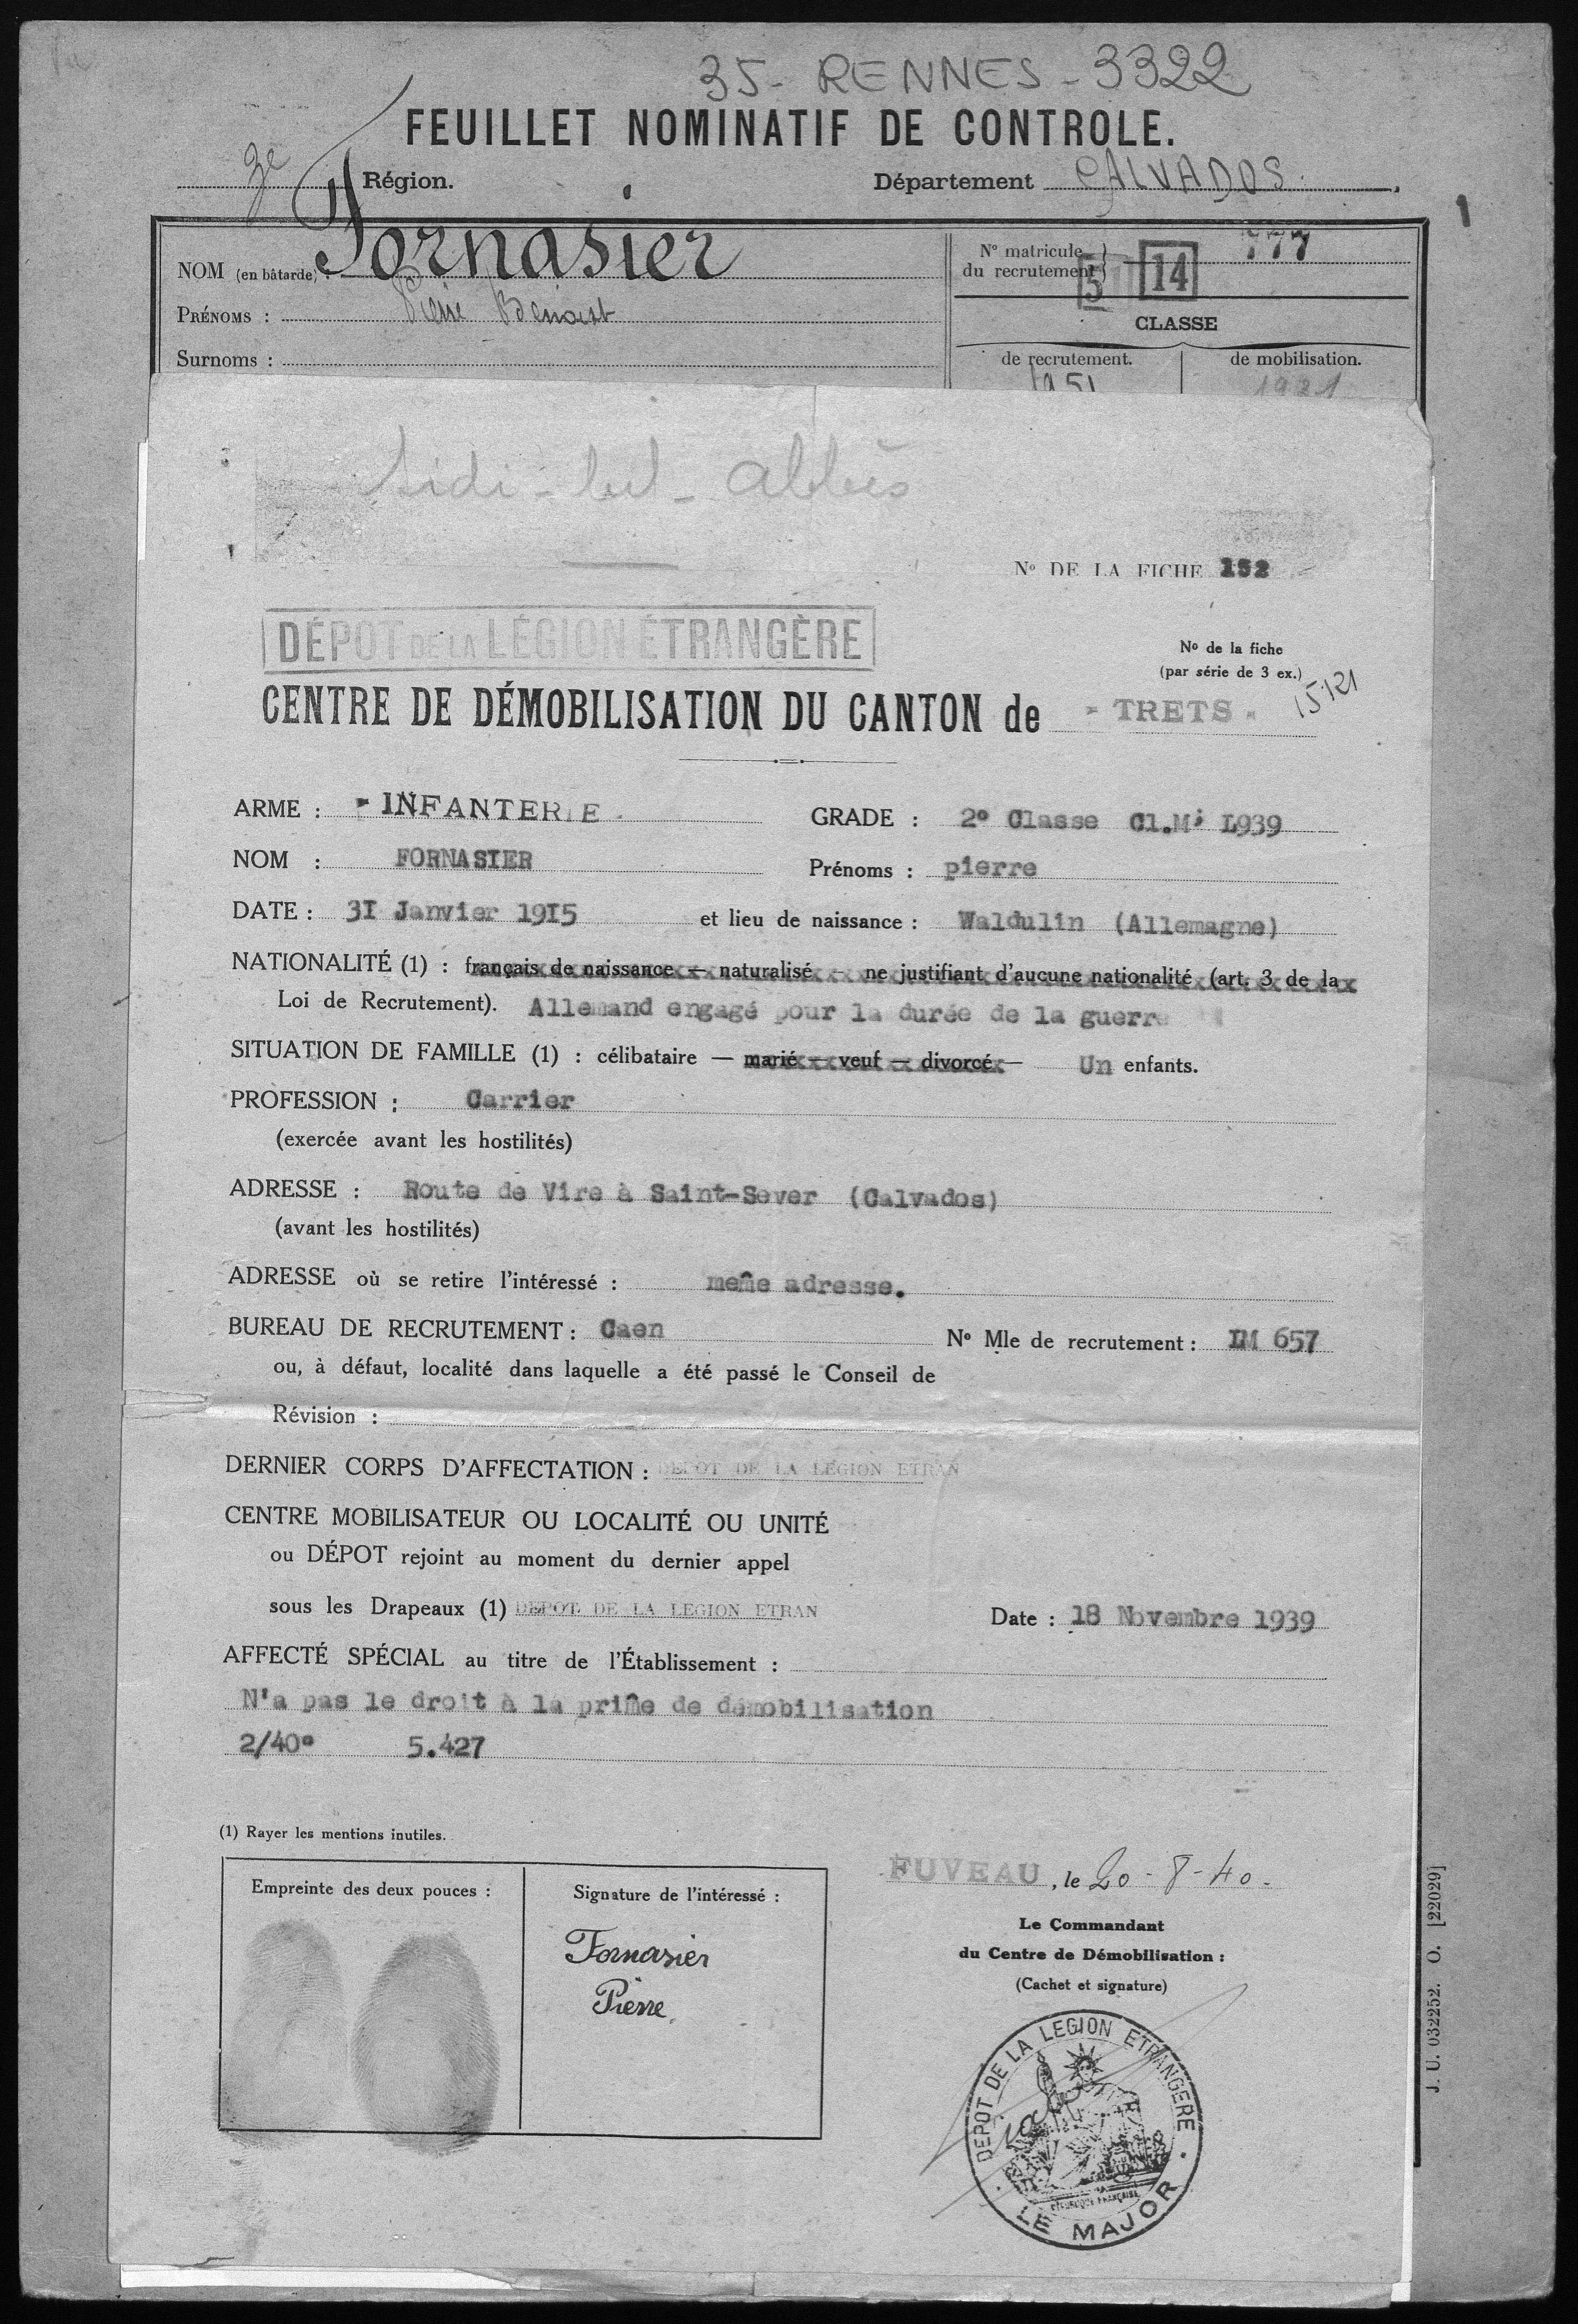 35 - RENNES - 3322
FEUILLET NOMINATIF DE CONTROLE.
3e Région.
Département CALVADOS.
1
NOM (en bâtarde) : Fornasier
PRÉNOMS : Pierre Benoist
Surnoms :
N° matricule du recrutement } 777
5 14
CLASSE
de recrutement. de mobilisation.
Sidi-bel-Abbès
N° DE LA FICHE 152
DÉPOT DE LA LÉGION ÉTRANGÈRE
N° de la fiche
(par série de 3 ex.) 15121
CENTRE DE DÉMOBILISATION DU CANTON de - TRETS -
ARME : - INFANTERIE - GRADE : 2° Classe Cl.M; I939
NOM : FORNASIER Prénoms : pierre
DATE : 3I Janvier 19I5 et lieu de naissance : Waldulin (Allemagne)
NATIONALITÉ (1) : français de naissance — naturalisé — ne justifiant d'aucune nationalité (art. 3 de la
Loi de Recrutement). Allemand engagé pour la durée de la guerre
SITUATION DE FAMILLE (1) : célibataire — marié — veuf — divorcé — Un enfants.
PROFESSION : Carrier
(exercée avant les hostilités)
ADRESSE : Route de Vire à Saint-Sever (Calvados)
(avant les hostilités)
ADRESSE où se retire l'intéressé : meême adresse.
BUREAU DE RECRUTEMENT : Caen N° Mle de recrutement : IM 657
ou, à défaut, localité dans laquelle a été passé le Conseil de
Révision :
DERNIER CORPS D'AFFECTATION : DEPOT DE LA LEGION ETRAN
CENTRE MOBILISATEUR OU LOCALITÉ OU UNITÉ
ou DÉPOT rejoint au moment du dernier appel
sous les Drapeaux (1) DEPOT DE LA LEGION ETRAN Date : 18 Novembre 1939
AFFECTÉ SPÉCIAL au titre de l'Établissement :
N'a pas le droit à la prime de démobilisation
2/40° 5.427
(1) Rayer les mentions inutiles.
Empreinte des deux pouces :
Signature de l'intéressé :
Fornasier
Pierre
FUVEAU, le 20-8-40.
Le Commandant
du Centre de Démobilisation :
(Cachet et signature)
DEPOT DE LA LEGION ETRANGERE
REPUBLIQUE FRANÇAISE
LE MAJOR
J. U. 032252. O. [22029]